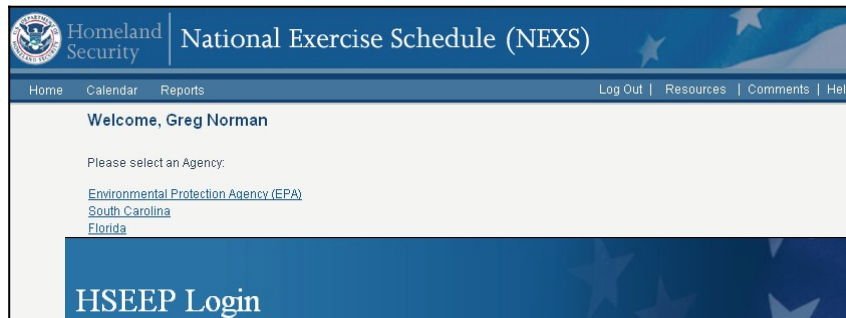 Homeland
Security
National Exercise Schedule (NEXS)
Home Calendar Reports Log Out | Resources | Comments | Hel
Welcome, Greg Norman
Please select an Agency:
Environmental Protection Agency (EPA)
South Carolina
Florida
HSEEP Login